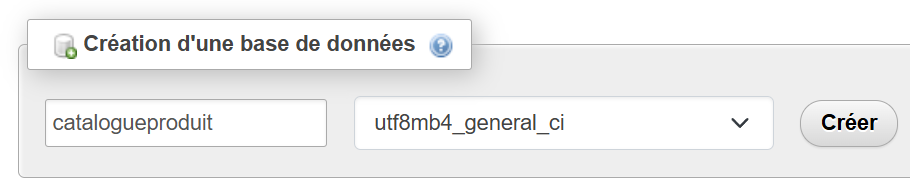 Création d'une base de données
catalogueproduit utf8mb4_general_ci Créer